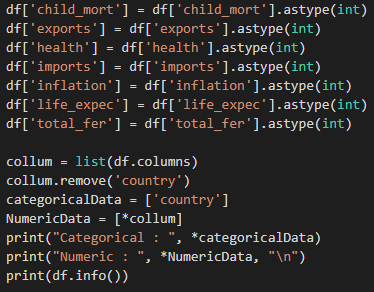 df['child_mort'] = df['child_mort'].astype(int)
df['exports'] = df['exports'].astype(int)
df['health'] = df['health'].astype(int)
df['imports'] = df['imports'].astype(int)
df['inflation'] = df['inflation'].astype(int)
df['life_expec'] = df['life_expec'].astype(int)
df['total_fer'] = df['total_fer'].astype(int)
collum = list(df.columns)
collum.remove('country')
categoricalData = ['country']
NumericData = [*collum]
print("Categorical : ", *categoricalData)
print("Numeric : ", *NumericData, "\n")
print(df.info())